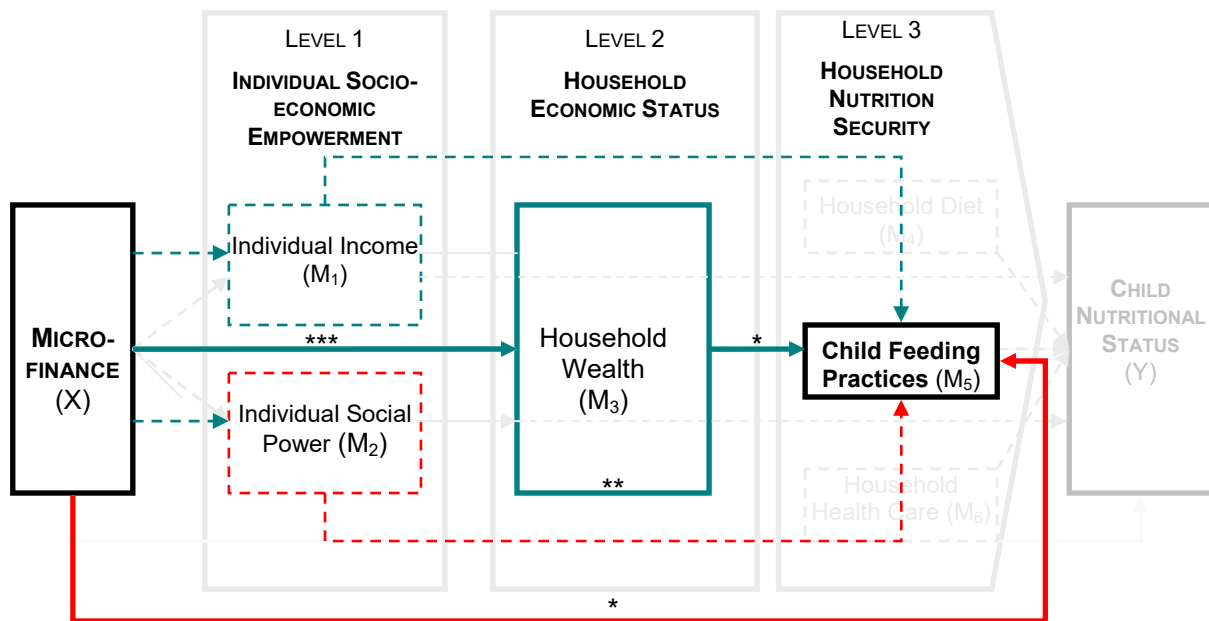 LEVEL 1
INDIVIDUAL SOCIO-
ECONOMIC
EMPOWERMENT
LEVEL 2
HOUSEHOLD
ECONOMIC STATUS
LEVEL 3
HOUSEHOLD
NUTRITION
SECURITY
MICRO-
FINANCE
(X)
Individual Income
(M₁)
***
Individual Social
Power (M₂)
Household
Wealth
(M₃)
**
*
Household Diet
(M₄)
Child Feeding
Practices (M₅)
Household
Health Care (M₆)
CHILD
NUTRITIONAL
STATUS
(Y)
*